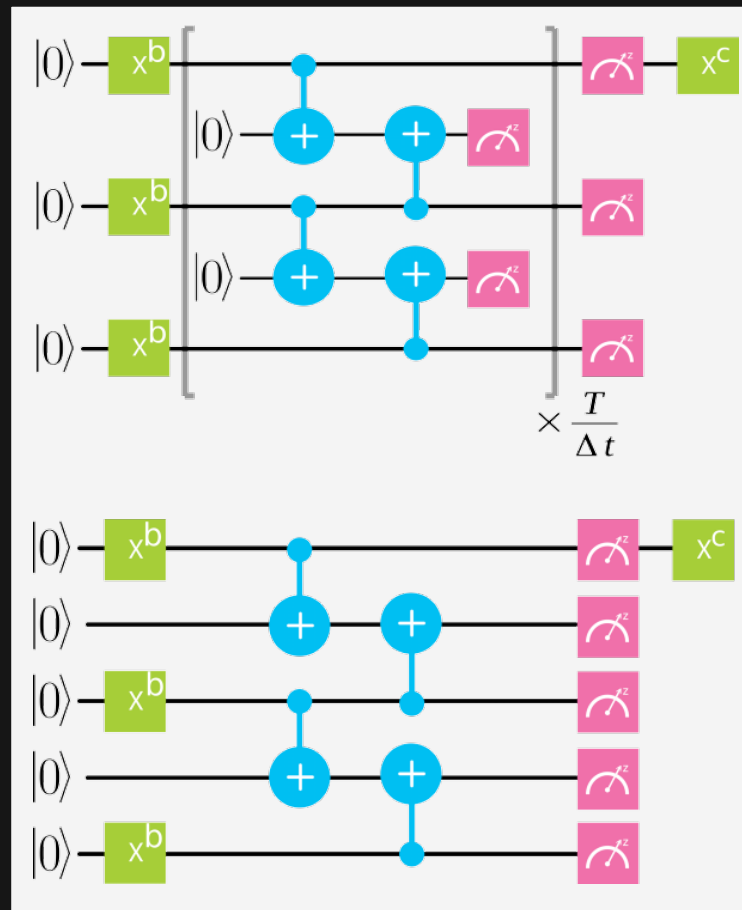 |0⟩ X^b z X^c
|0⟩ z
|0⟩ X^b z
|0⟩ z
|0⟩ X^b z
× T/Δt
|0⟩ X^b z X^c
|0⟩ z
|0⟩ X^b z
|0⟩ z
|0⟩ X^b z